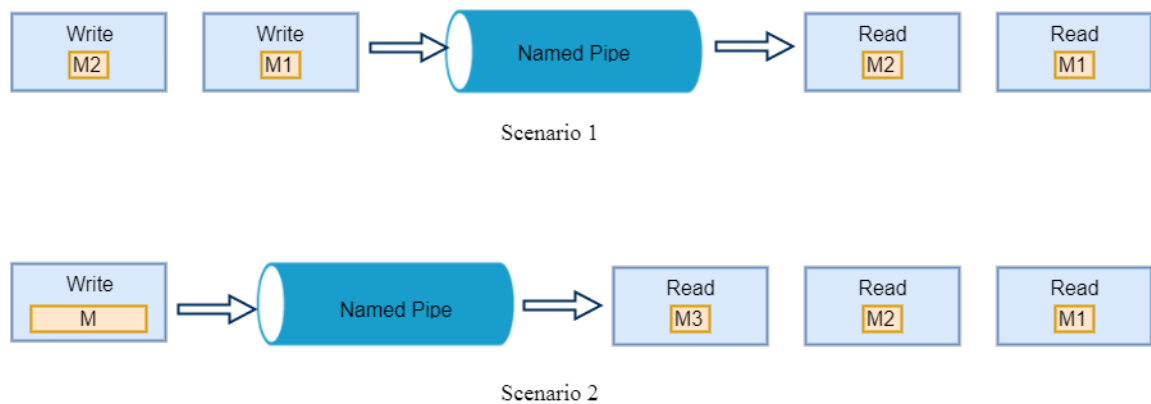 Write
M2
Write
M1
Named Pipe
Read
M2
Read
M1
Scenario 1
Write
M
Named Pipe
Read
M3
Read
M2
Read
M1
Scenario 2